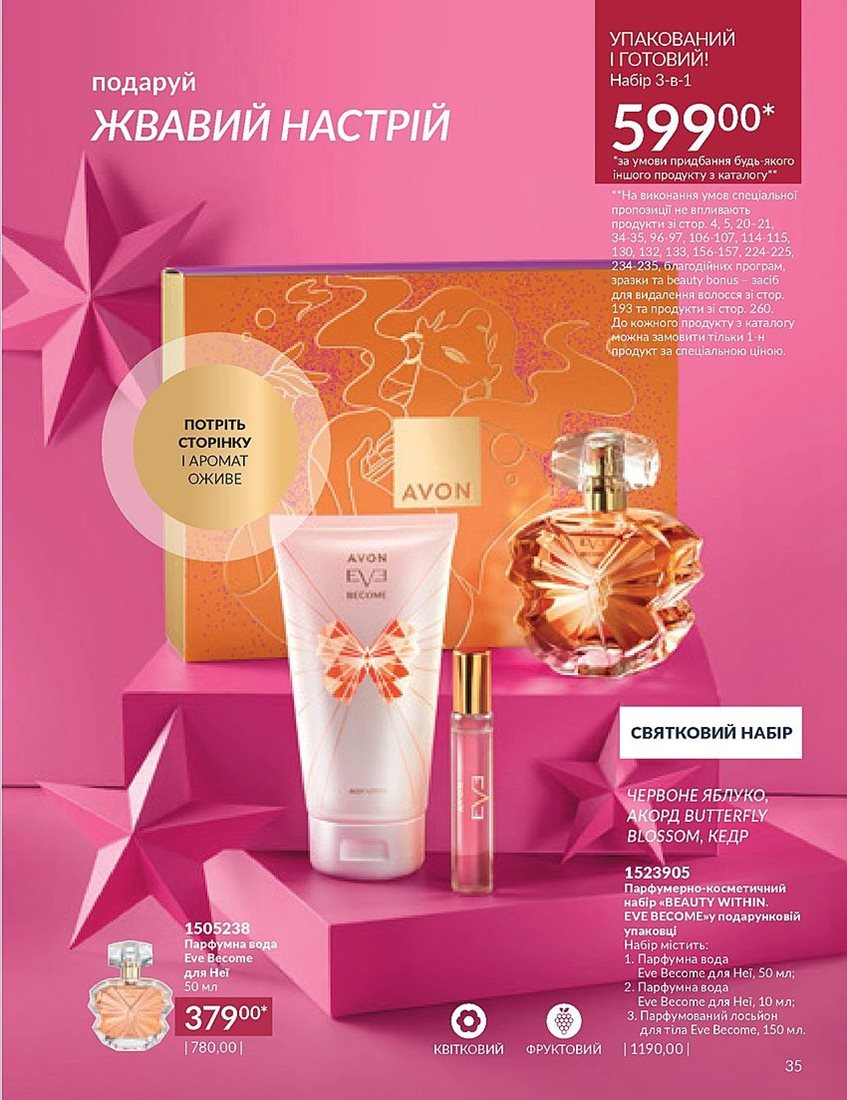 подаруй
ЖВАВИЙ НАСТРІЙ
УПАКОВАНИЙ
І ГОТОВИЙ!
Набір 3-в-1
59900*
*за умови придбання будь-якого
іншого продукту з каталогу**
**На виконання умов спеціальної
пропозиції не впливають
продукти зі стор. 4, 5, 20–21,
34-35, 96-97, 106-107, 114-115,
130, 132, 133, 156-157, 224-225,
234-235, благодійних програм,
зразки та beauty bonus – засіб
для видалення волосся зі стор.
193 та продукти зі стор. 260.
До кожного продукту з каталогу
можна замовити тільки 1-н
продукт за спеціальною ціною.
ПОТРІТЬ
СТОРІНКУ
І АРОМАТ
ОЖИВЕ
AVON
AVON
EVE
BECOME
BODY LOTION
EVE
BECOME
AVON
EVE
СВЯТКОВИЙ НАБІР
ЧЕРВОНЕ ЯБЛУКО,
АКОРД BUTTERFLY
BLOSSOM, КЕДР
1523905
Парфумерно-косметичний
набір «BEAUTY WITHIN.
EVE BECOME»у подарунковій
упаковці
Набір містить:
1. Парфумна вода
Eve Become для Неї, 50 мл;
2. Парфумна вода
Eve Become для Неї, 10 мл;
3. Парфумований лосьйон
для тіла Eve Become, 150 мл.
|1190,00|
1505238
Парфумна вода
Eve Become
для Неї
50 мл
37900*
|780,00|
КВІТКОВИЙ
ФРУКТОВИЙ
35